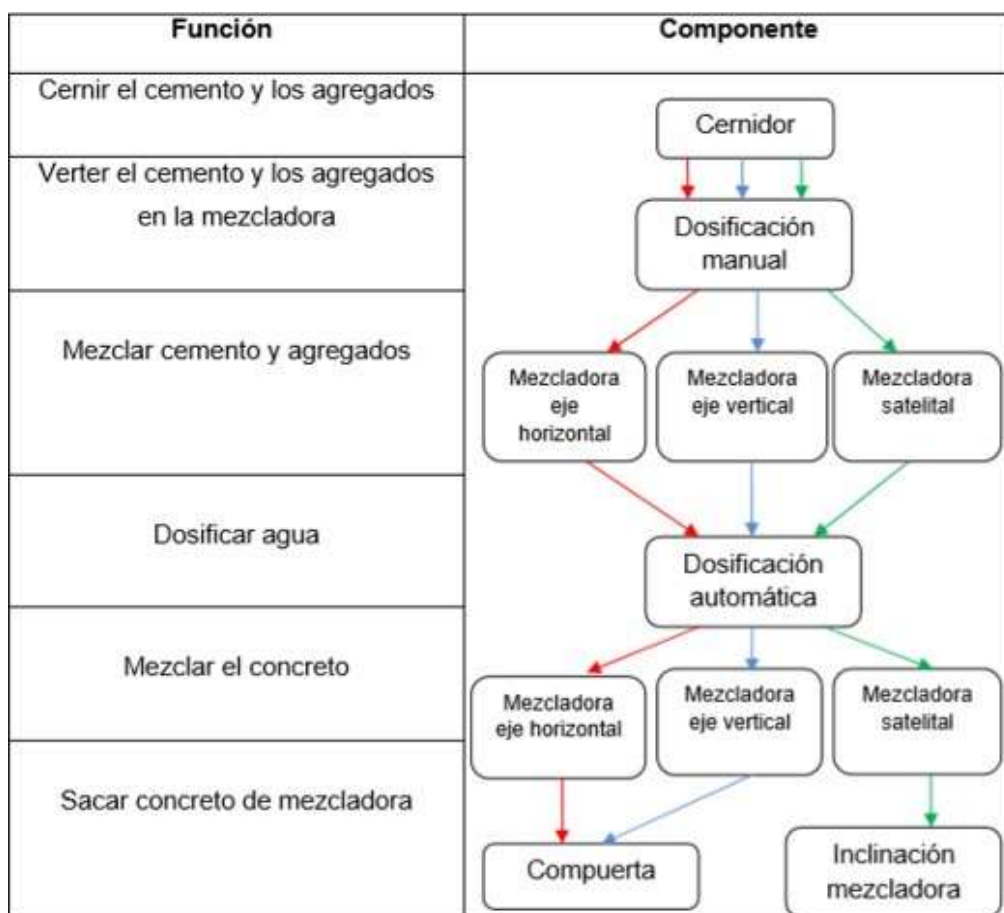 Función
Componente
Cernir el cemento y los agregados
Cernidor
Verter el cemento y los agregados
en la mezcladora
Dosificación
manual
Mezclar cemento y agregados
Mezcladora
eje
horizontal
Mezcladora
eje vertical
Mezcladora
satelital
Dosificar agua
Dosificación
automática
Mezclar el concreto
Mezcladora
eje horizontal
Mezcladora
eje vertical
Mezcladora
satelital
Sacar concreto de mezcladora
Compuerta
Inclinación
mezcladora